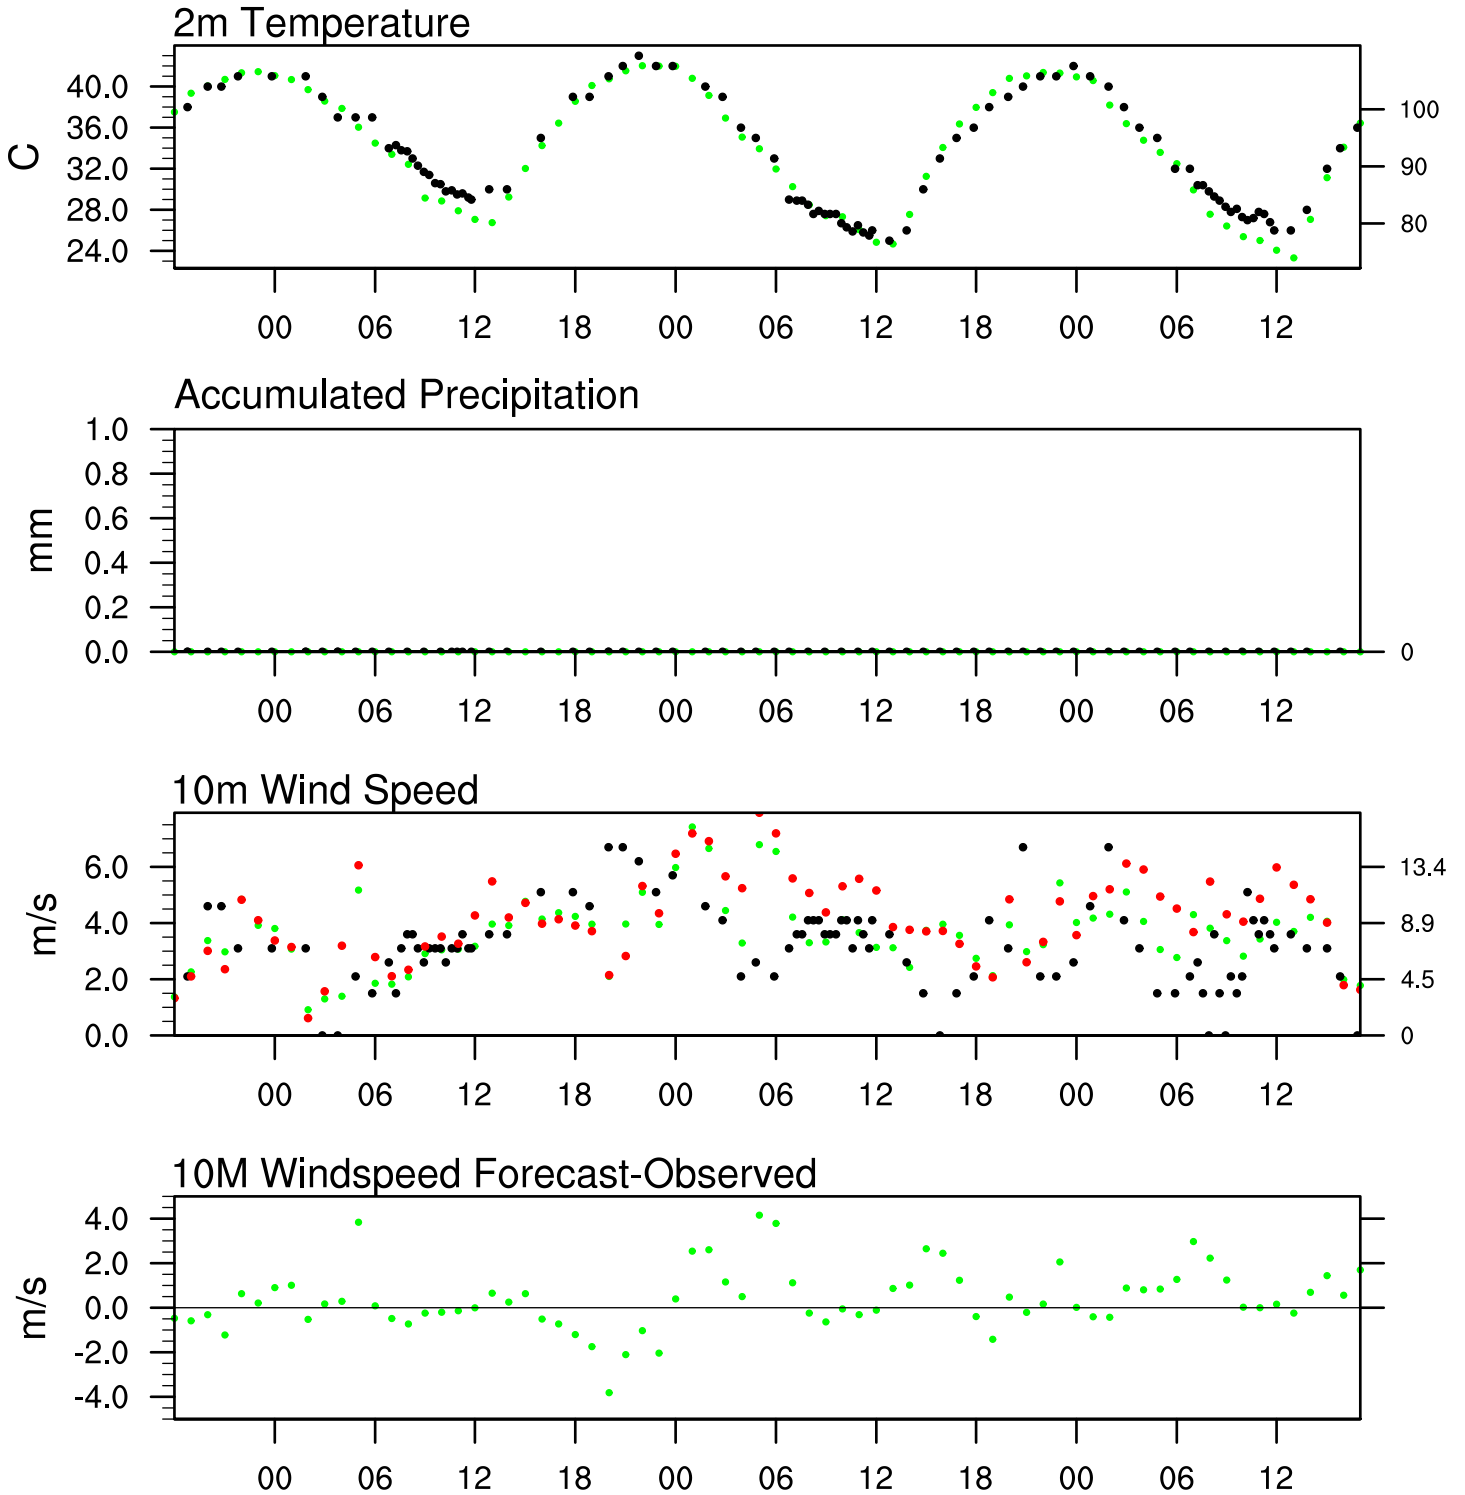 2m Temperature
C
40.0
36.0
32.0
28.0
24.0
100
90
80
00 06 12 18 00 06 12 18 00 06 12
Accumulated Precipitation
mm
1.0
0.8
0.6
0.4
0.2
0.0
0
00 06 12 18 00 06 12 18 00 06 12
10m Wind Speed
m/s
6.0
4.0
2.0
0.0
13.4
8.9
4.5
0
00 06 12 18 00 06 12 18 00 06 12
10M Windspeed Forecast-Observed
m/s
4.0
2.0
0.0
-2.0
-4.0
00 06 12 18 00 06 12 18 00 06 12